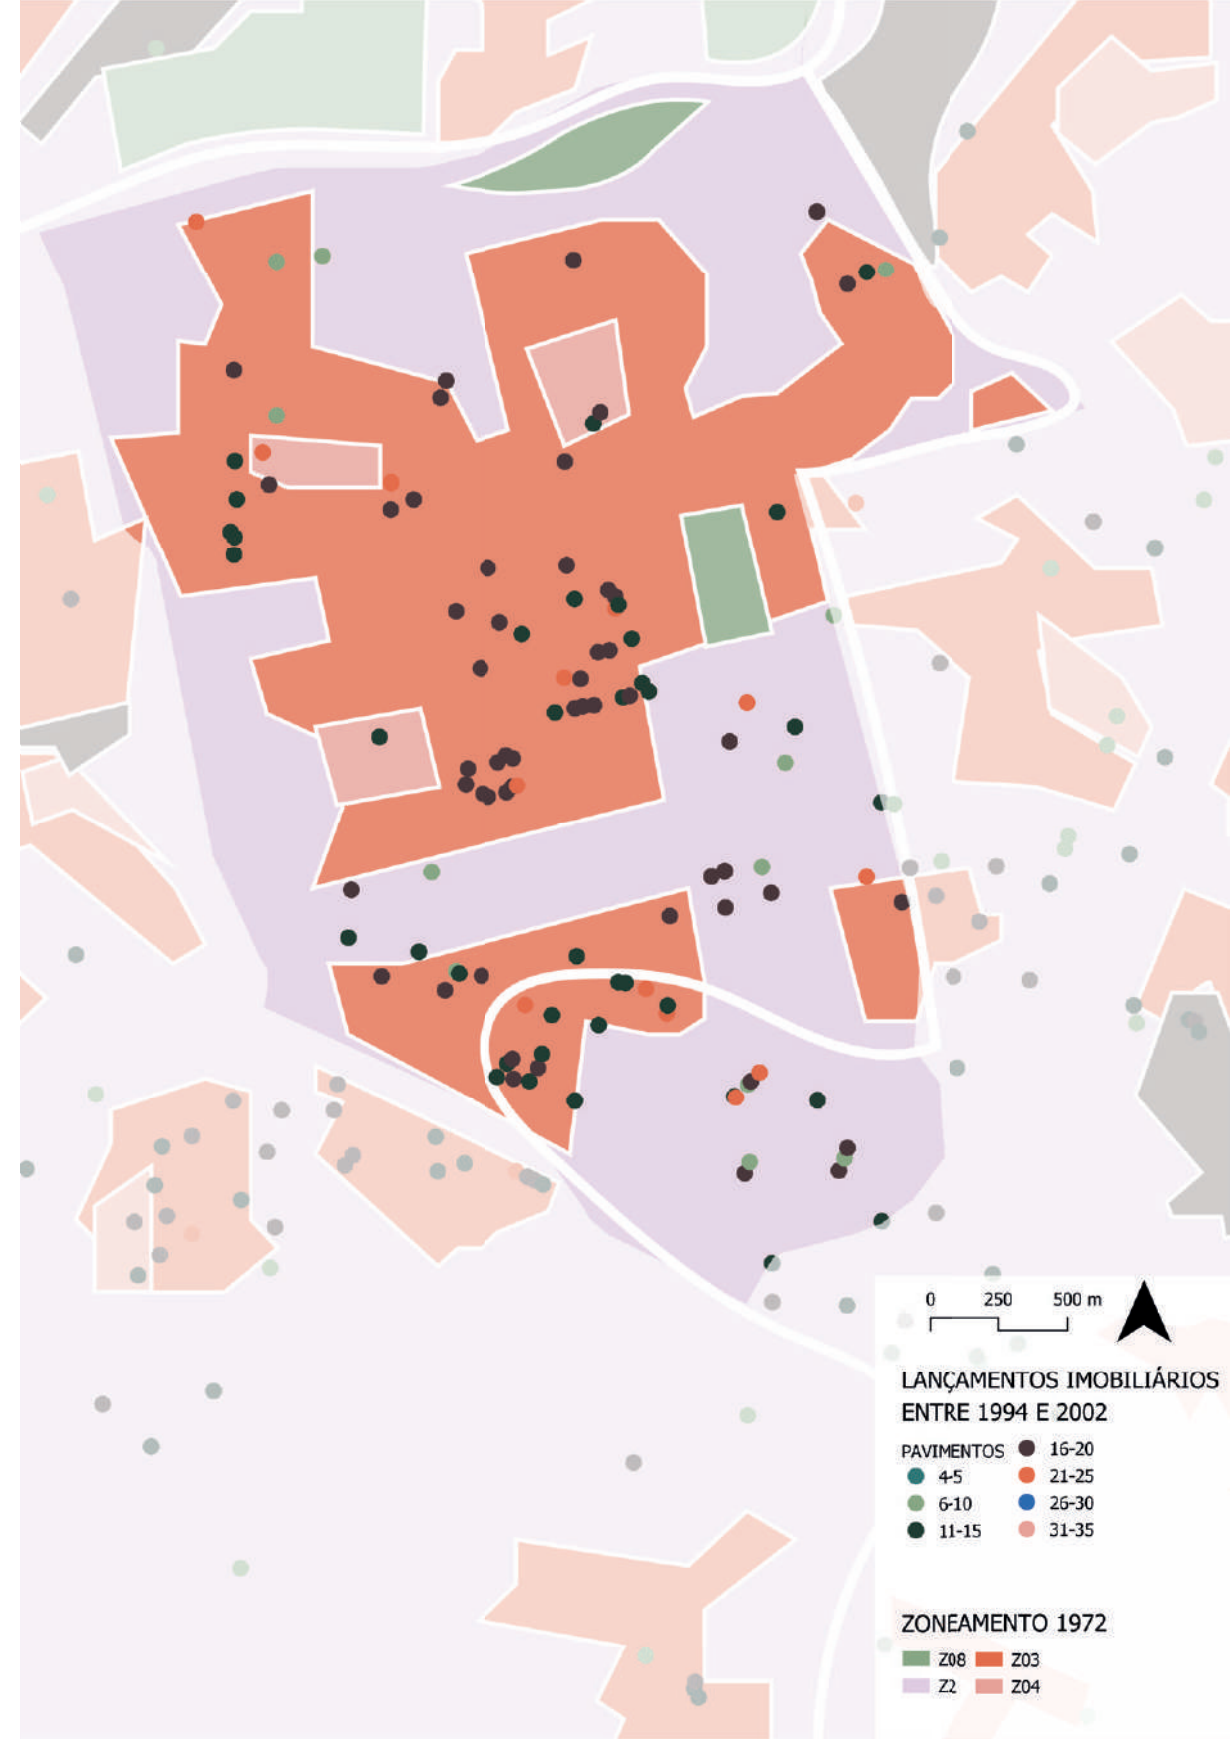 0 250 500 m
LANÇAMENTOS IMOBILIÁRIOS
ENTRE 1994 E 2002
PAVIMENTOS
4-5
6-10
11-15
16-20
21-25
26-30
31-35
ZONEAMENTO 1972
Z08 Z03
Z2 Z04